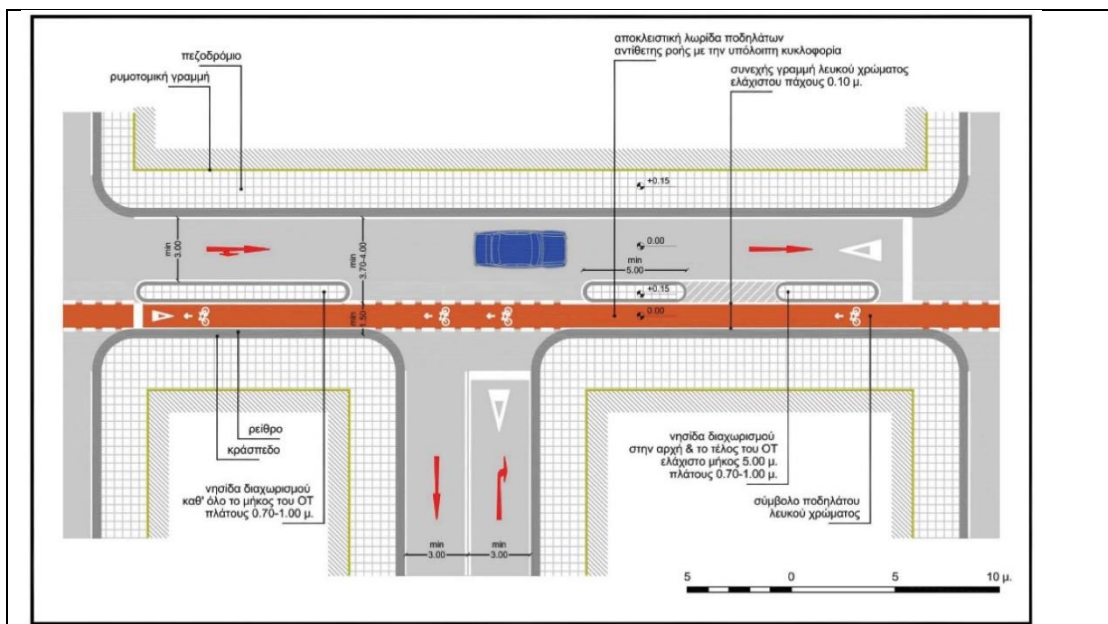 αποκλειστική λωρίδα ποδηλάτων
αντίθετης ροής με την υπόλοιπη κυκλοφορία
πεζοδρόμιο
ρυμοτομική γραμμή
συνεχής γραμμή λευκού χρώματος
ελάχιστου πάχους 0.10 μ.
+0.15
min
3.00
min
3.70-4.00
0.00
min
5.00
+0.15
min
1.50
0.00
ρείθρο
κράσπεδο
νησίδα διαχωρισμού
καθ' όλο το μήκος του ΟΤ
πλάτους 0.70-1.00 μ.
νησίδα διαχωρισμού
στην αρχή & το τέλος του ΟΤ
ελάχιστο μήκος 5.00 μ.
πλάτους 0.70-1.00 μ.
σύμβολο ποδηλάτου
λευκού χρώματος
min
3.00
min
3.00
5
0
5
10 μ.